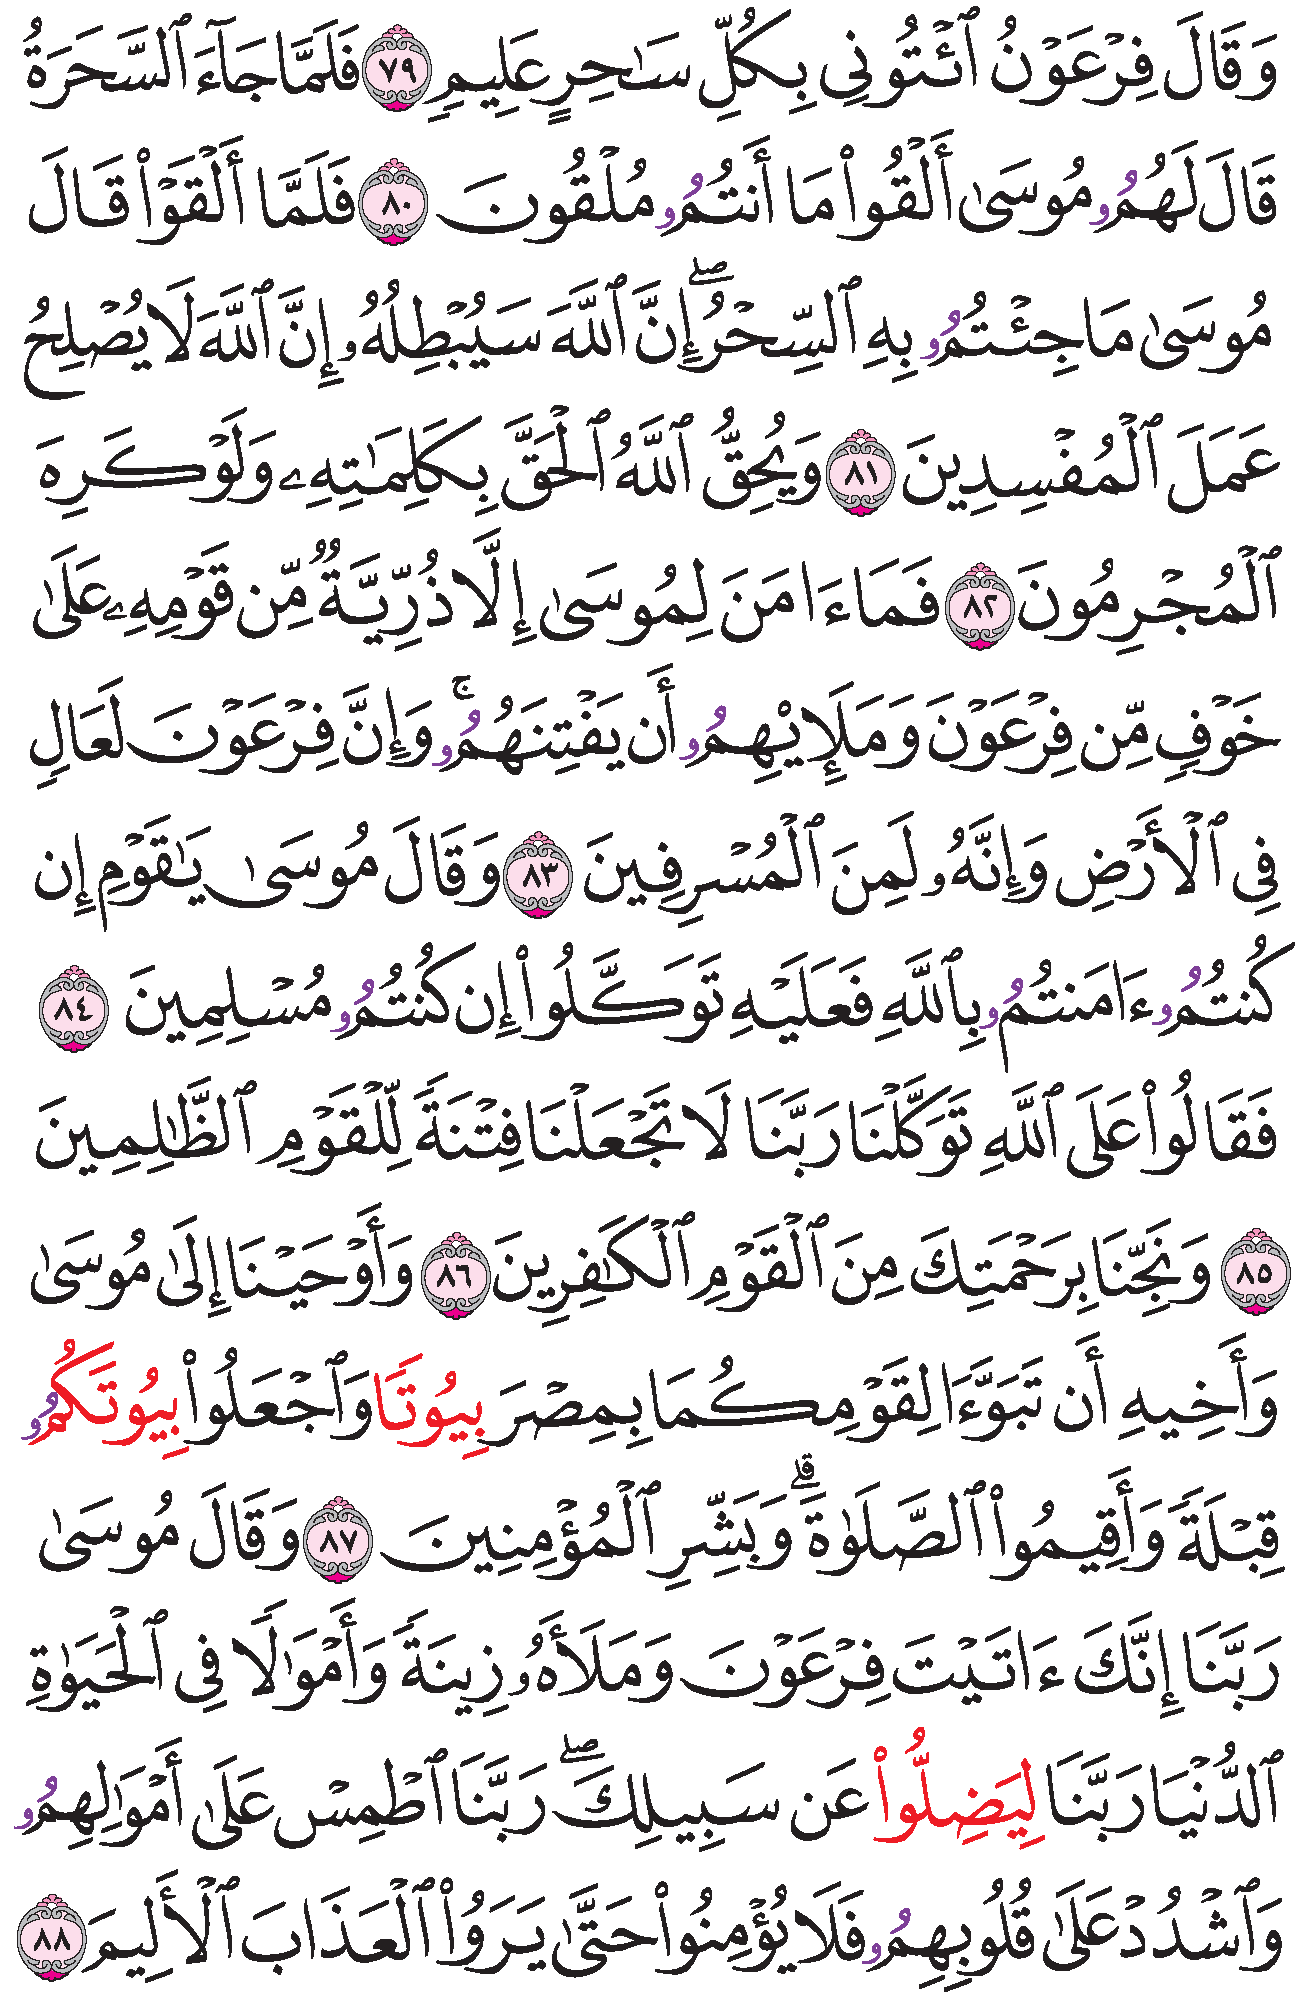 وَقَالَ فِرْعَوْنُ ٱئْتُونِى بِكُلِّ سَـٰحِرٍ عَلِيمٍ ٧٩ فَلَمَّا جَآءَ ٱلسَّحَرَةُ
قَالَ لَهُمُۥ مُوسَىٰٓ أَلْقُوا۟ مَآ أَنتُمُۥ مُلْقُونَ ٨٠ فَلَمَّآ أَلْقَوْا۟ قَالَ
مُوسَىٰ مَا جِئْتُمُۥ بِهِ ٱلسِّحْرُ ۖ إِنَّ ٱللَّهَ سَيُبْطِلُهُۥ إِنَّ ٱللَّهَ لَا يُصْلِحُ
عَمَلَ ٱلْمُفْسِدِينَ ٨١ وَيُحِقُّ ٱللَّهُ ٱلْحَقَّ بِكَلِمَـٰتِهِۦ وَلَوْ كَرِهَ
ٱلْمُجْرِمُونَ ٨٢ فَمَا ءَامَنَ لِمُوسَىٰ إِلَّا ذُرِّيَّةٌ مِّن قَوْمِهِۦ عَلَىٰ
خَوْفٍ مِّن فِرْعَوْنَ وَمَلَإِي۟هِمُۥ أَن يَفْتِنَهُمُۥ ۚ وَإِنَّ فِرْعَوْنَ لَعَالٍ
فِى ٱلْأَرْضِ وَإِنَّهُۥ لَمِنَ ٱلْمُسْرِفِينَ ٨٣ وَقَالَ مُوسَىٰ يَـٰقَوْمِ إِن
كُنتُمُۥ ءَامَنتُمُۥ بِٱللَّهِ فَعَلَيْهِ تَوَكَّلُوٓا۟ إِن كُنتُمُۥ مُسْلِمِينَ ٨٤
فَقَالُوا۟ عَلَى ٱللَّهِ تَوَكَّلْنَا رَبَّنَا لَا تَجْعَلْنَا فِتْنَةً لِّلْقَوْمِ ٱلظَّـٰلِمِينَ
٨٥ وَنَجِّنَا بِرَحْمَتِكَ مِنَ ٱلْقَوْمِ ٱلْكَـٰفِرِينَ ٨٦ وَأَوْحَيْنَا إِلَىٰ مُوسَىٰ
وَأَخِيهِ أَن تَبَوَّءَا لِقَوْمِكُمَا بِمِصْرَ بِيُوتًا وَٱجْعَلُوا۟ بِيُوتَكُمُۥ
قِبْلَةً وَأَقِيمُوا۟ ٱلصَّلَوٰةَ ۗ وَبَشِّرِ ٱلْمُؤْمِنِينَ ٨٧ وَقَالَ مُوسَىٰ
رَبَّنَا إِنَّكَ ءَاتَيْتَ فِرْعَوْنَ وَمَلَأَهُۥ زِينَةً وَأَمْوَٰلًا فِى ٱلْحَيَوٰةِ
ٱلدُّنْيَا رَبَّنَا لِيَضِلُّوا۟ عَن سَبِيلِكَ ۖ رَبَّنَا ٱطْمِسْ عَلَىٰ أَمْوَٰلِهِمُۥ
وَٱشْدُدْ عَلَىٰ قُلُوبِهِمُۥ فَلَا يُؤْمِنُوا۟ حَتَّىٰ يَرَوُا۟ ٱلْعَذَابَ ٱلْأَلِيمَ ٨٨